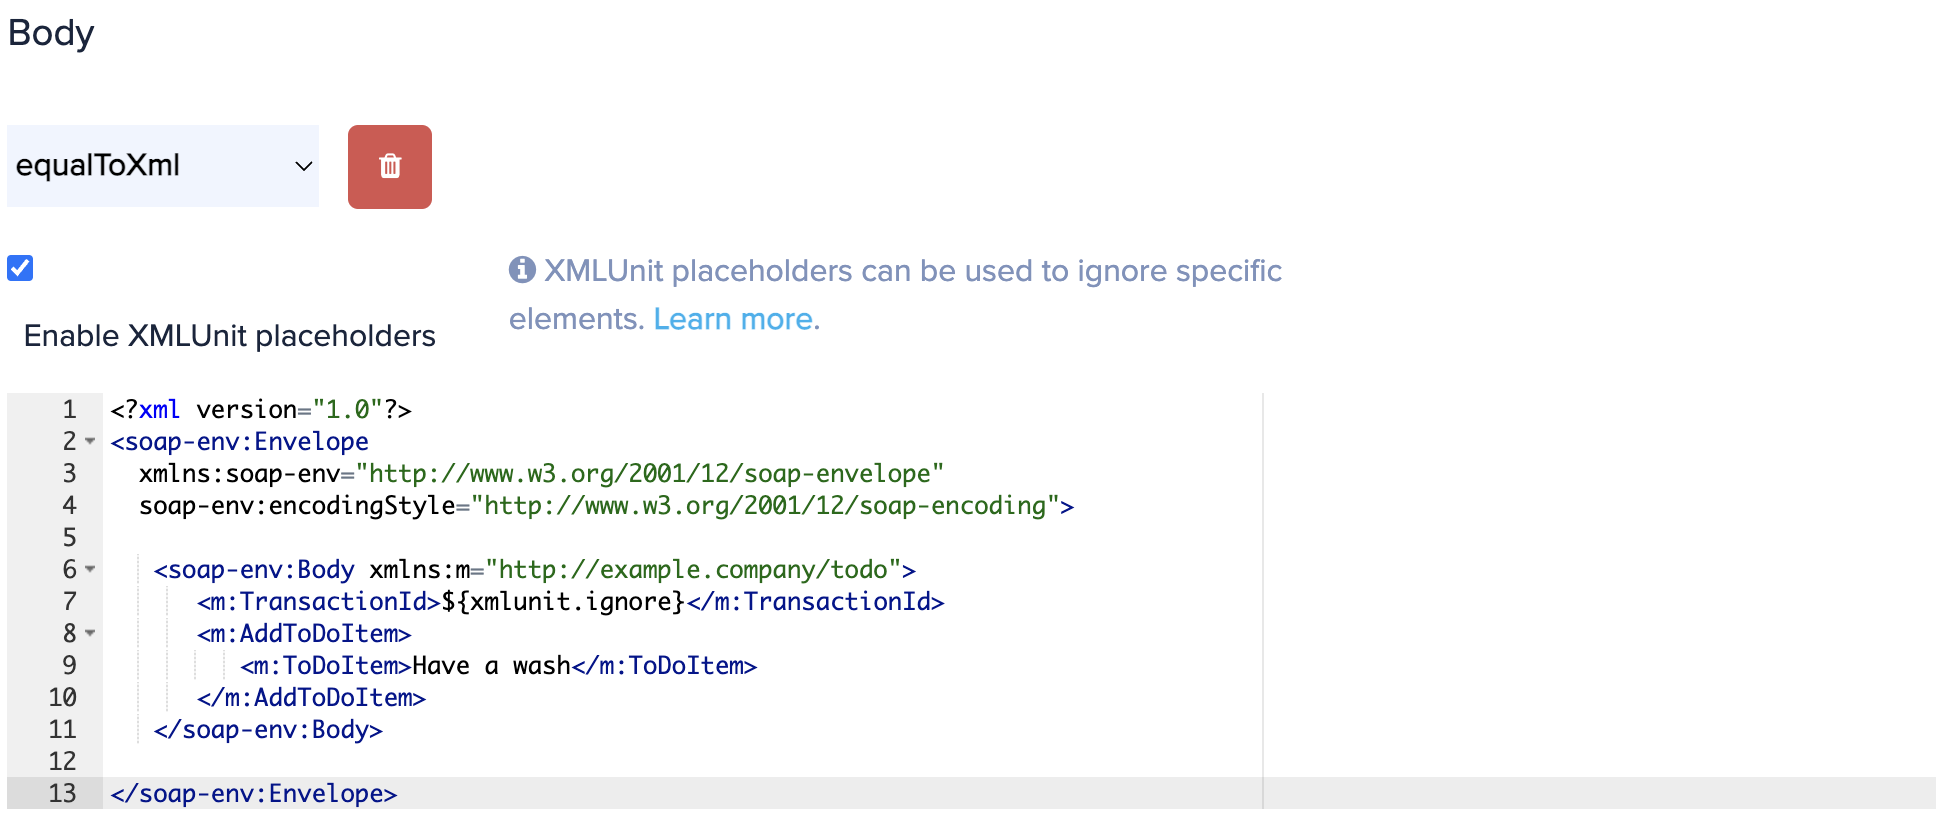 Body
equalToXml
XMLUnit placeholders can be used to ignore specific
elements. Learn more.
Enable XMLUnit placeholders
1 <?xml version="1.0"?>
2 <soap-env:Envelope
3   xmlns:soap-env="http://www.w3.org/2001/12/soap-envelope"
4   soap-env:encodingStyle="http://www.w3.org/2001/12/soap-encoding">
5
6    <soap-env:Body xmlns:m="http://example.company/todo">
7       <m:TransactionId>${xmlunit.ignore}</m:TransactionId>
8       <m:AddToDoItem>
9          <m:ToDoItem>Have a wash</m:ToDoItem>
10       </m:AddToDoItem>
11    </soap-env:Body>
12
13 </soap-env:Envelope>